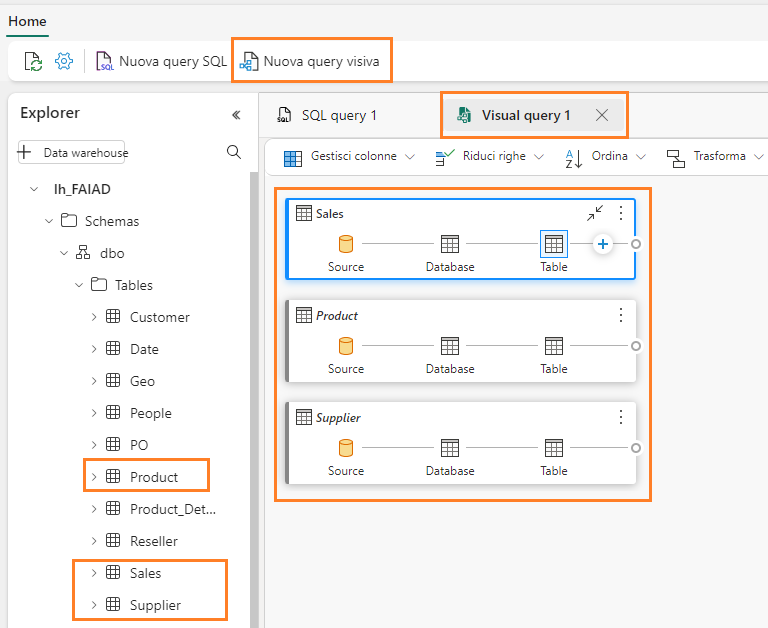 Home
Nuova query SQL
Nuova query visiva
Explorer
«
SQL query 1
Visual query 1
+ Data warehouse
Gestisci colonne
Riduci righe
Ordina
Trasforma
lh_FAIAD
Schemas
dbo
Tables
Customer
Date
Geo
People
PO
Product
Product_Det...
Reseller
Sales
Supplier
Sales
Source
Database
Table
Product
Source
Database
Table
Supplier
Source
Database
Table